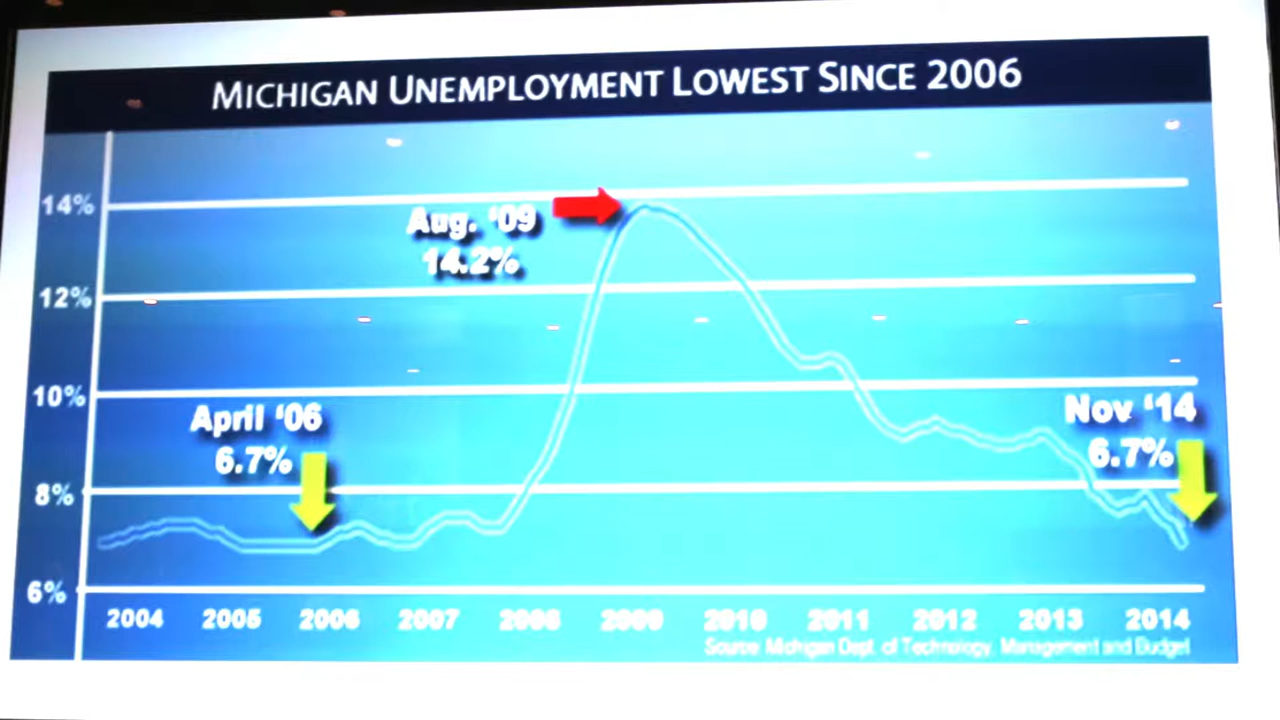 MICHIGAN UNEMPLOYMENT LOWEST SINCE 2006
14%
Aug. '09
14.2%
12%
10%
April '06
6.7%
Nov '14
6.7%
8%
6%
2004 2005 2006 2007 2008 2009 2010 2011 2012 2013 2014
Source: Michigan Dept. of Technology, Management and Budget